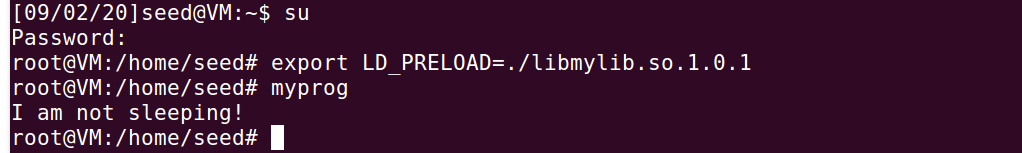 [09/02/20]seed@VM:~$ su
Password:
root@VM:/home/seed# export LD_PRELOAD=./libmylib.so.1.0.1
root@VM:/home/seed# myprog
I am not sleeping!
root@VM:/home/seed#